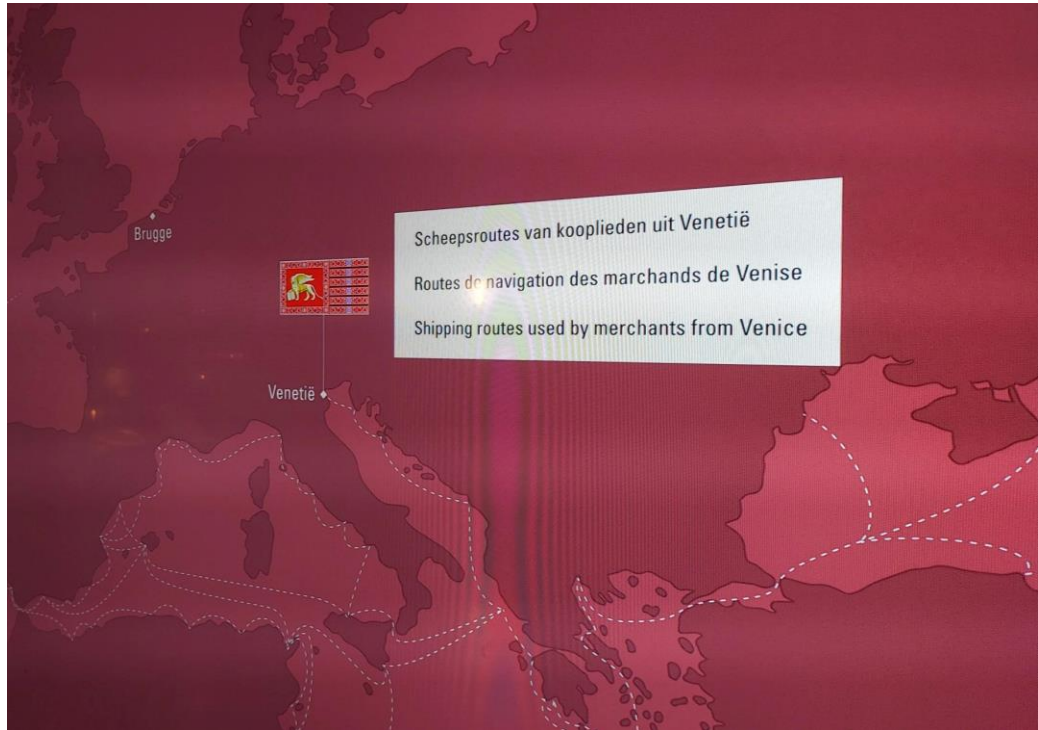 Brugge
Scheepsroutes van kooplieden uit Venetië
Routes de navigation des marchands de Venise
Shipping routes used by merchants from Venice
Venetië